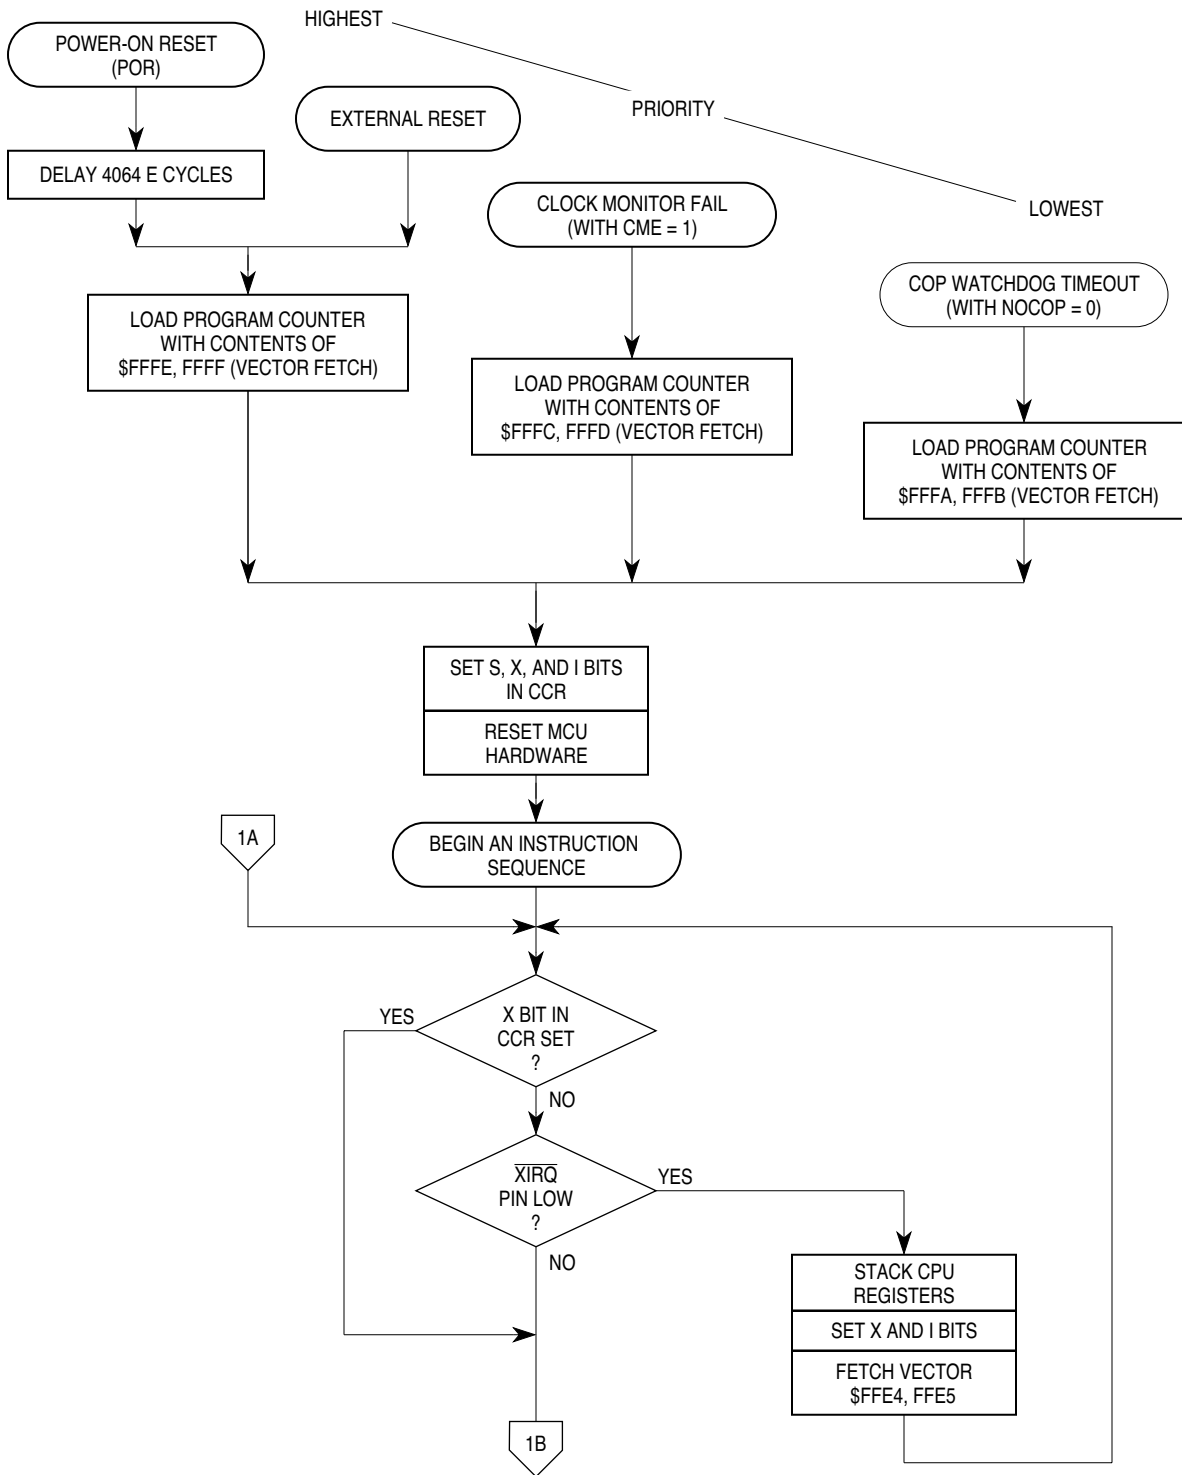 HIGHEST
POWER-ON RESET
(POR)
PRIORITY
EXTERNAL RESET
DELAY 4064 E CYCLES
CLOCK MONITOR FAIL
(WITH CME = 1)
LOWEST
COP WATCHDOG TIMEOUT
(WITH NOCOP = 0)
LOAD PROGRAM COUNTER
WITH CONTENTS OF
$FFFE, FFFF (VECTOR FETCH)
LOAD PROGRAM COUNTER
WITH CONTENTS OF
$FFFC, FFFD (VECTOR FETCH)
LOAD PROGRAM COUNTER
WITH CONTENTS OF
$FFFA, FFFB (VECTOR FETCH)
SET S, X, AND I BITS
IN CCR
RESET MCU
HARDWARE
1A
BEGIN AN INSTRUCTION
SEQUENCE
YES
X BIT IN
CCR SET
?
NO
XIRQ
PIN LOW
?
YES
NO
STACK CPU
REGISTERS
SET X AND I BITS
FETCH VECTOR
$FFE4, FFE5
1B